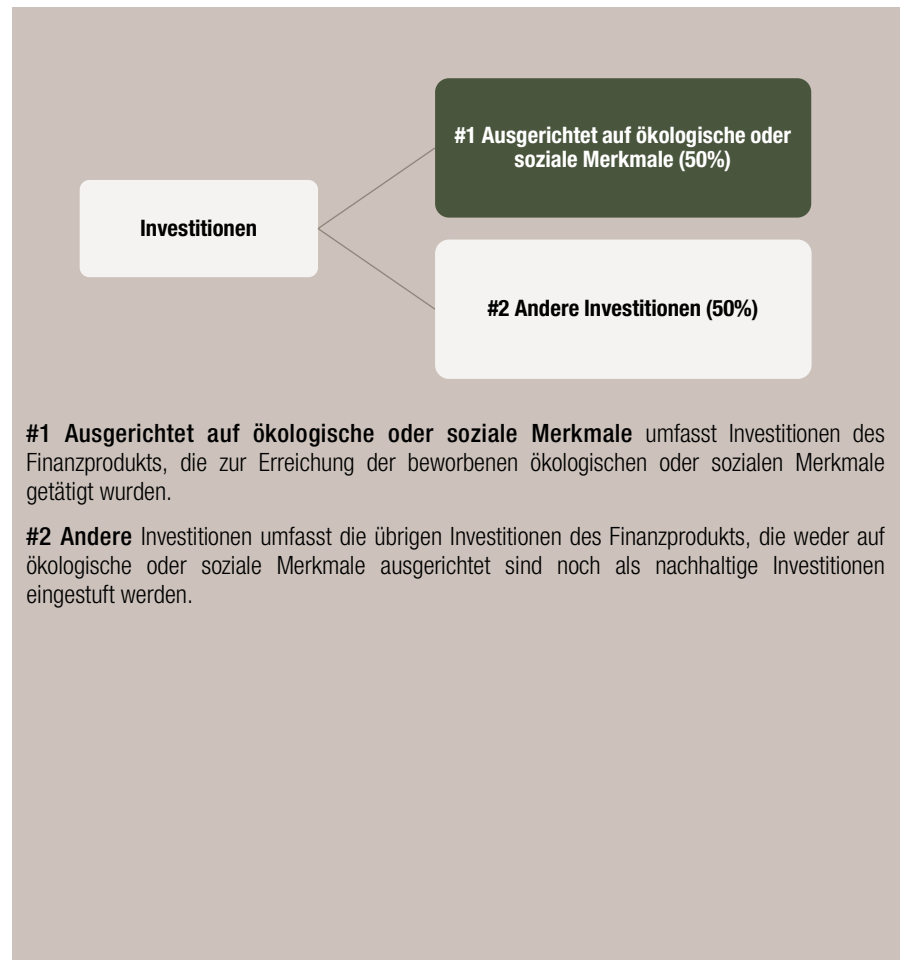 #1 Ausgerichtet auf ökologische oder
soziale Merkmale (50%)
Investitionen
#2 Andere Investitionen (50%)
#1 Ausgerichtet auf ökologische oder soziale Merkmale umfasst Investitionen des
Finanzprodukts, die zur Erreichung der beworbenen ökologischen oder sozialen Merkmale
getätigt wurden.
#2 Andere Investitionen umfasst die übrigen Investitionen des Finanzprodukts, die weder auf
ökologische oder soziale Merkmale ausgerichtet sind noch als nachhaltige Investitionen
eingestuft werden.